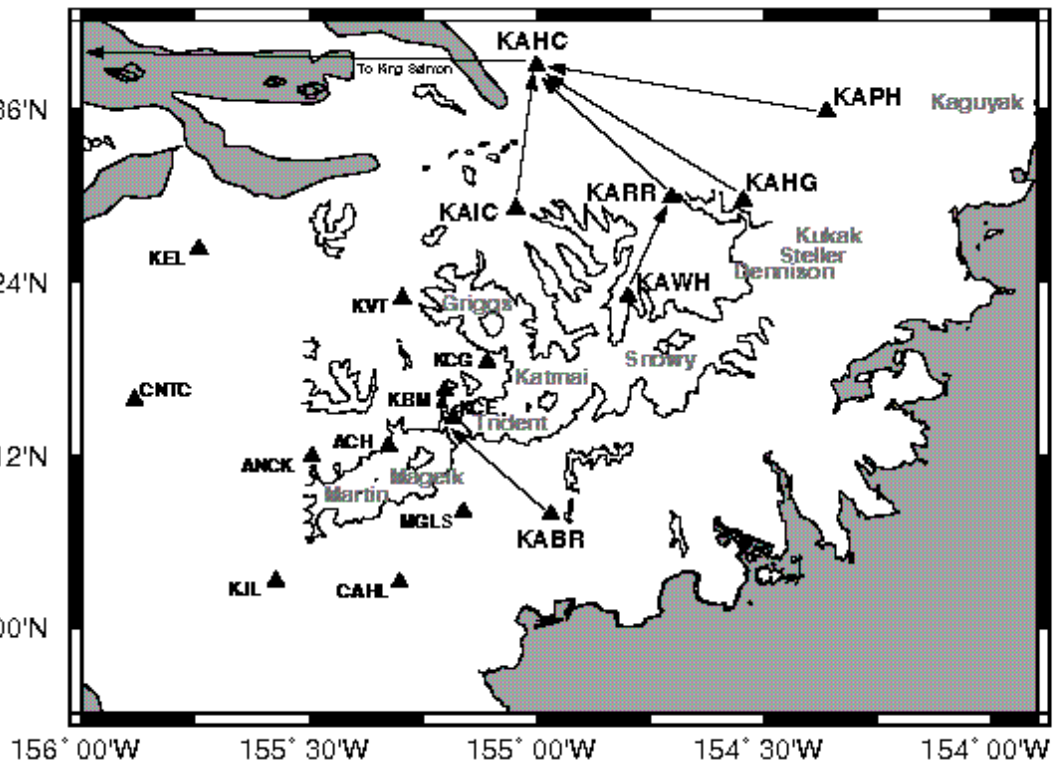 KAHC
To King Salmon
36'N
KAPH
Kaguyak
KARR
KAHG
KAIC
Kukak
KEL
Steller
Dennison
24'N
KVT
Griggs
KAWH
KCG
Snowy
Katmai
CNTC
KBM
KCE
Trident
ACH
12'N
ANCK
Mageik
Martin
MGLS
KABR
KJL
CAHL
00'N
156°00'W
155°30'W
155°00'W
154°30'W
154°00'W